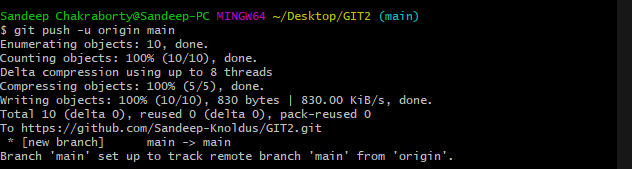 Sandeep Chakraborty@Sandeep-PC MINGW64 ~/Desktop/GIT2 (main)
$ git push -u origin main
Enumerating objects: 10, done.
Counting objects: 100% (10/10), done.
Delta compression using up to 8 threads
Compressing objects: 100% (5/5), done.
Writing objects: 100% (10/10), 830 bytes | 830.00 KiB/s, done.
Total 10 (delta 0), reused 0 (delta 0), pack-reused 0
To https://github.com/Sandeep-Knoldus/GIT2.git
 * [new branch]      main -> main
Branch 'main' set up to track remote branch 'main' from 'origin'.